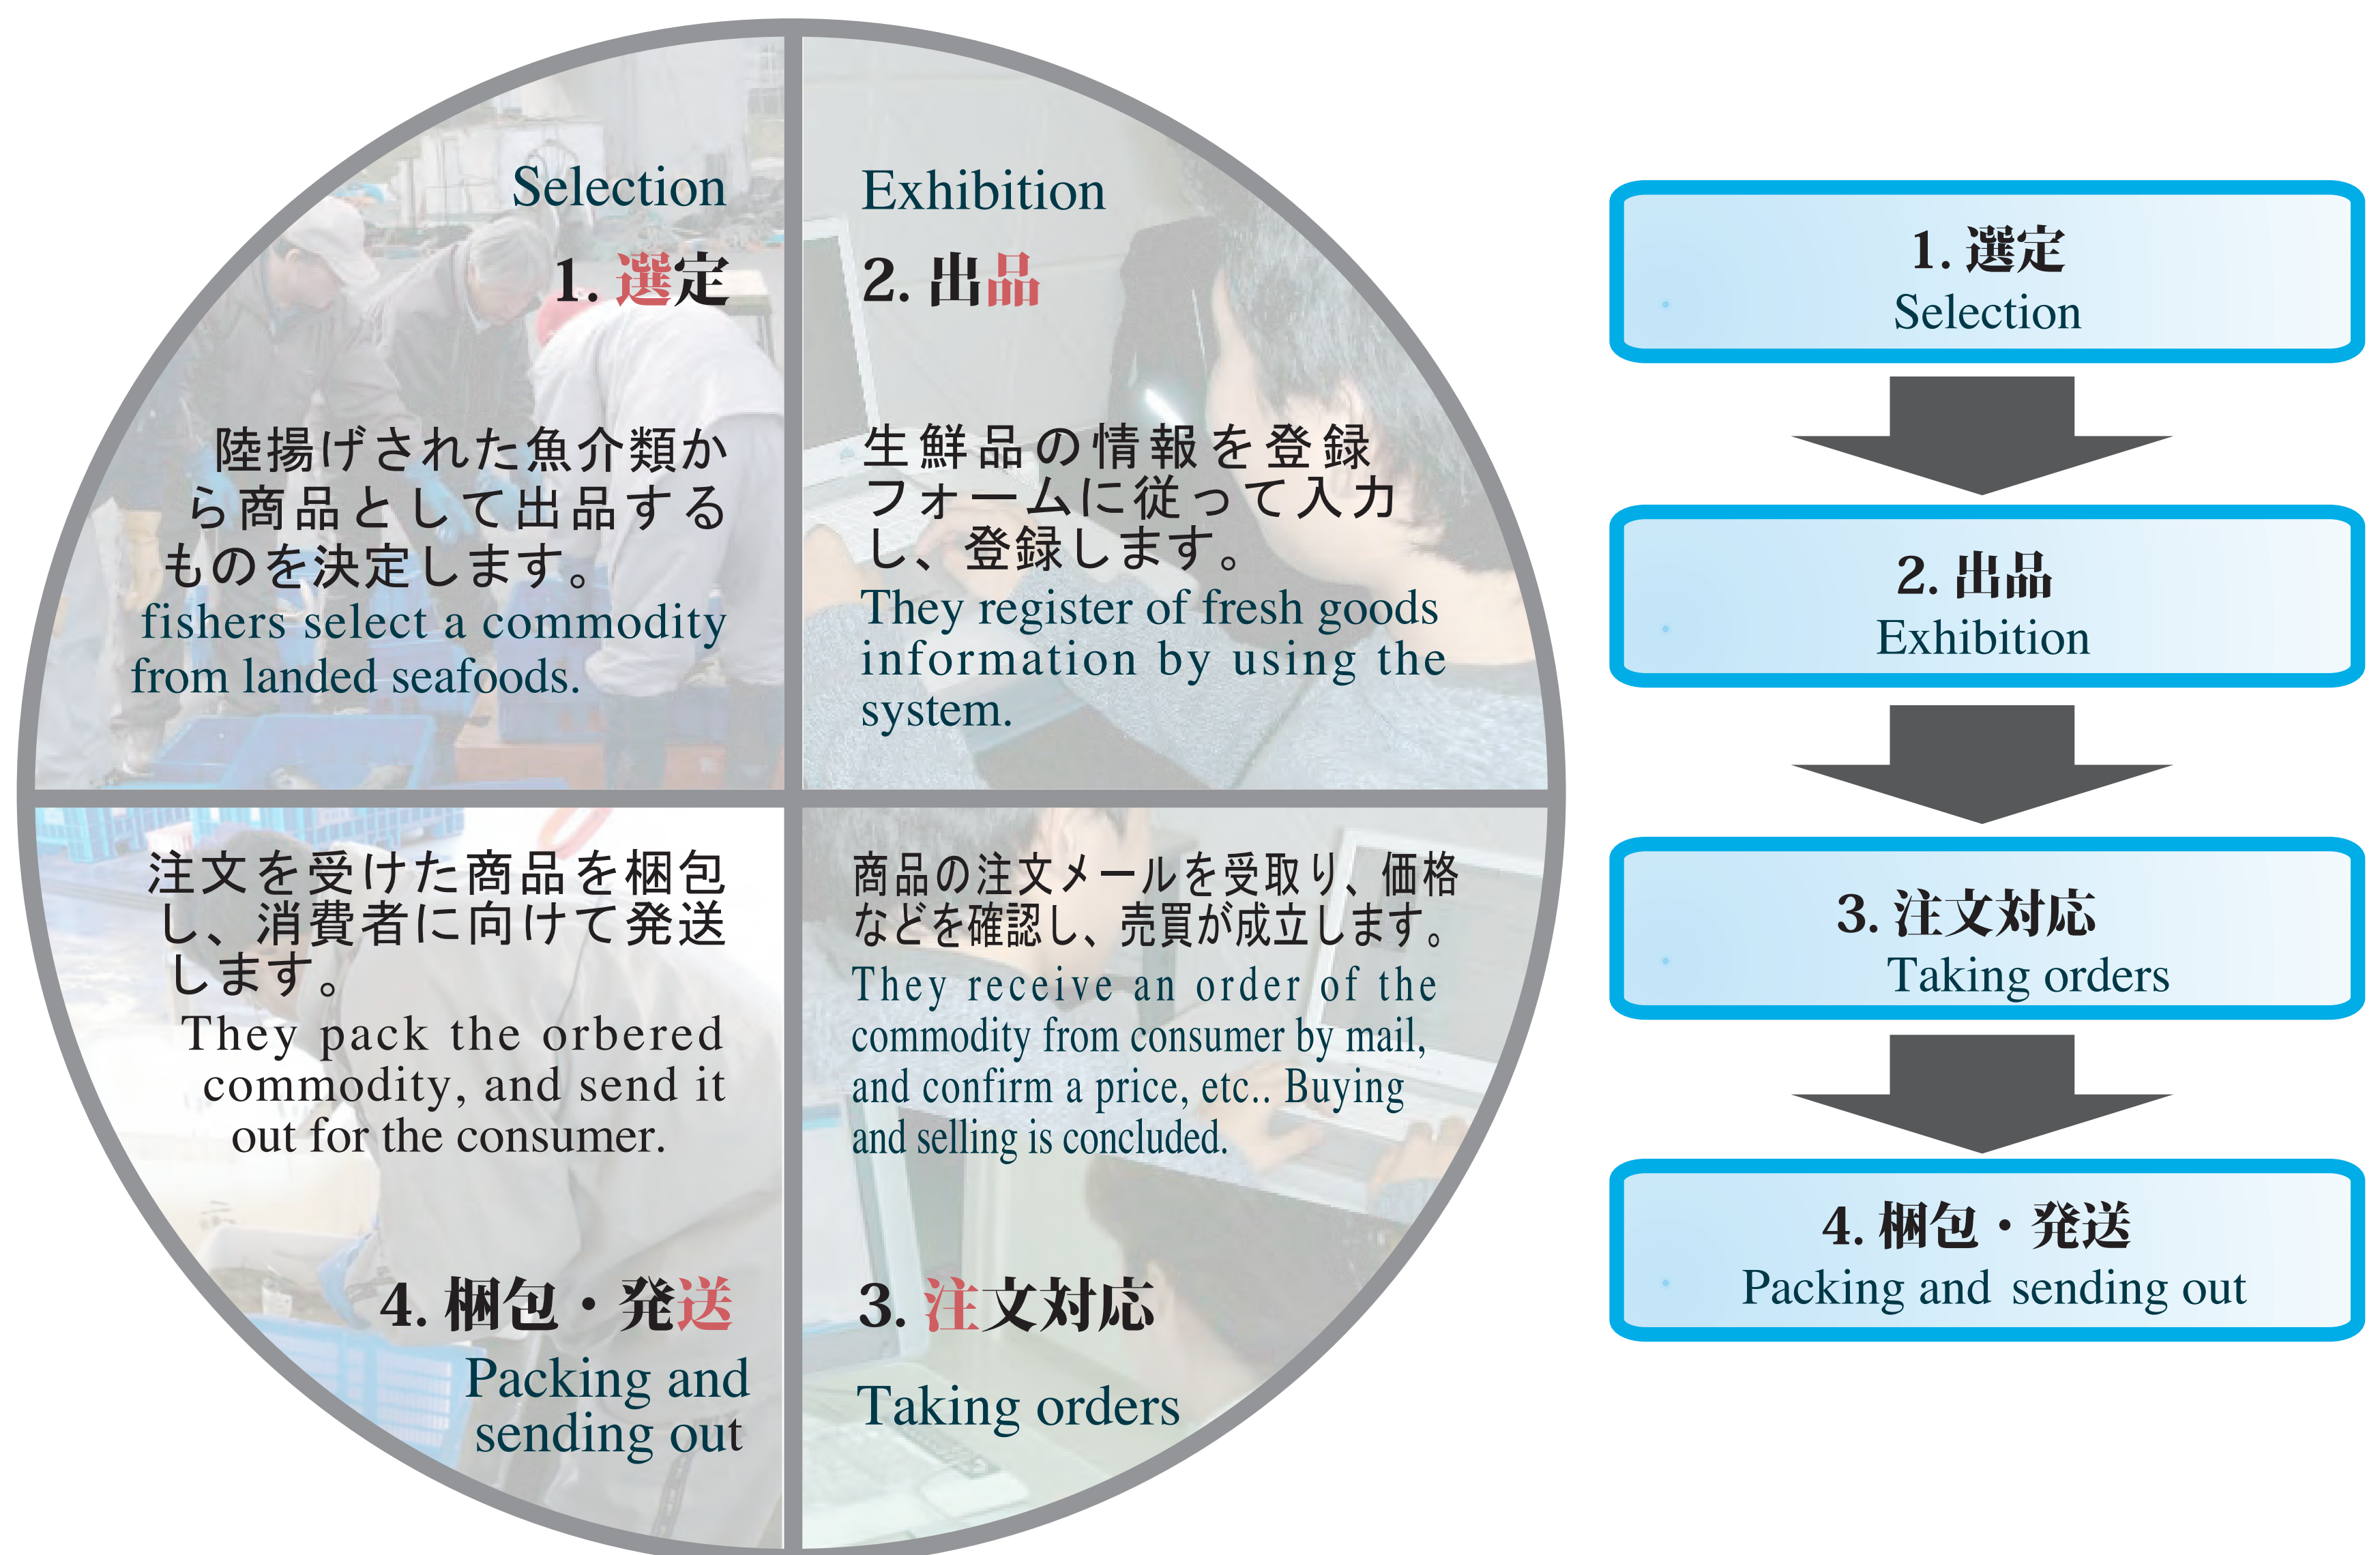 Selection
1. 選定
陸揚げされた魚介類か
ら商品として出品する
ものを決定します。
fishers select a commodity
from landed seafoods.
Exhibition
2. 出品
生鮮品の情報を登録
フォームに従って入力
し、登録します。
They register of fresh goods
information by using the
system.
商品の注文メールを受取り、価格
などを確認し、売買が成立します。
They receive an order of the
commodity from consumer by mail,
and confirm a price, etc.. Buying
and selling is concluded.
3. 注文対応
Taking orders
注文を受けた商品を梱包
し、消費者に向けて発送
します。
They pack the orbered
commodity, and send it
out for the consumer.
4. 梱包・発送
Packing and
sending out
1. 選定
Selection
2. 出品
Exhibition
3. 注文対応
Taking orders
4. 梱包・発送
Packing and sending out